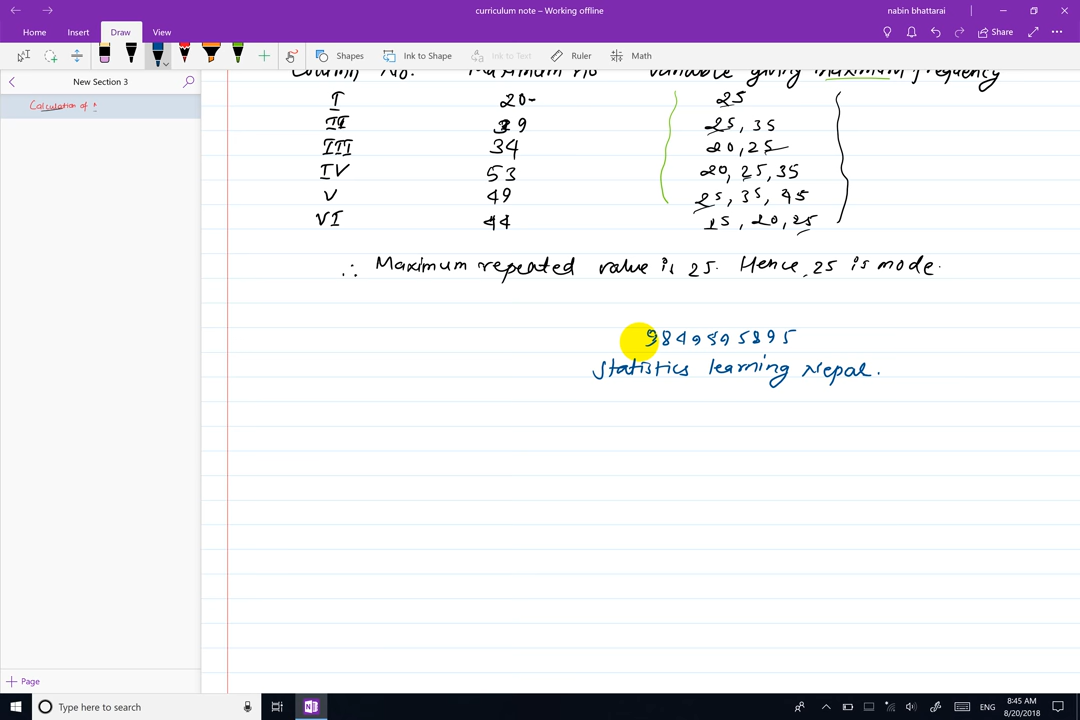 curriculum note – Working offline
nabin bhattarai
Home Insert Draw View
Share
Shapes Ink to Shape Ink to Text Ruler Math
New Section 3
Calculation of
Column No. Maximum no Variable giving maximum frequency
I 20 25
II 39 25, 35
III 34 20, 25
IV 53 20, 25, 35
V 49 25, 35, 45
VI 44 15, 20, 25
∴ Maximum repeated value is 25. Hence, 25 is mode.
statistics learning Nepal.
+ Page
Type here to search
ENG
8:45 AM
8/20/2018